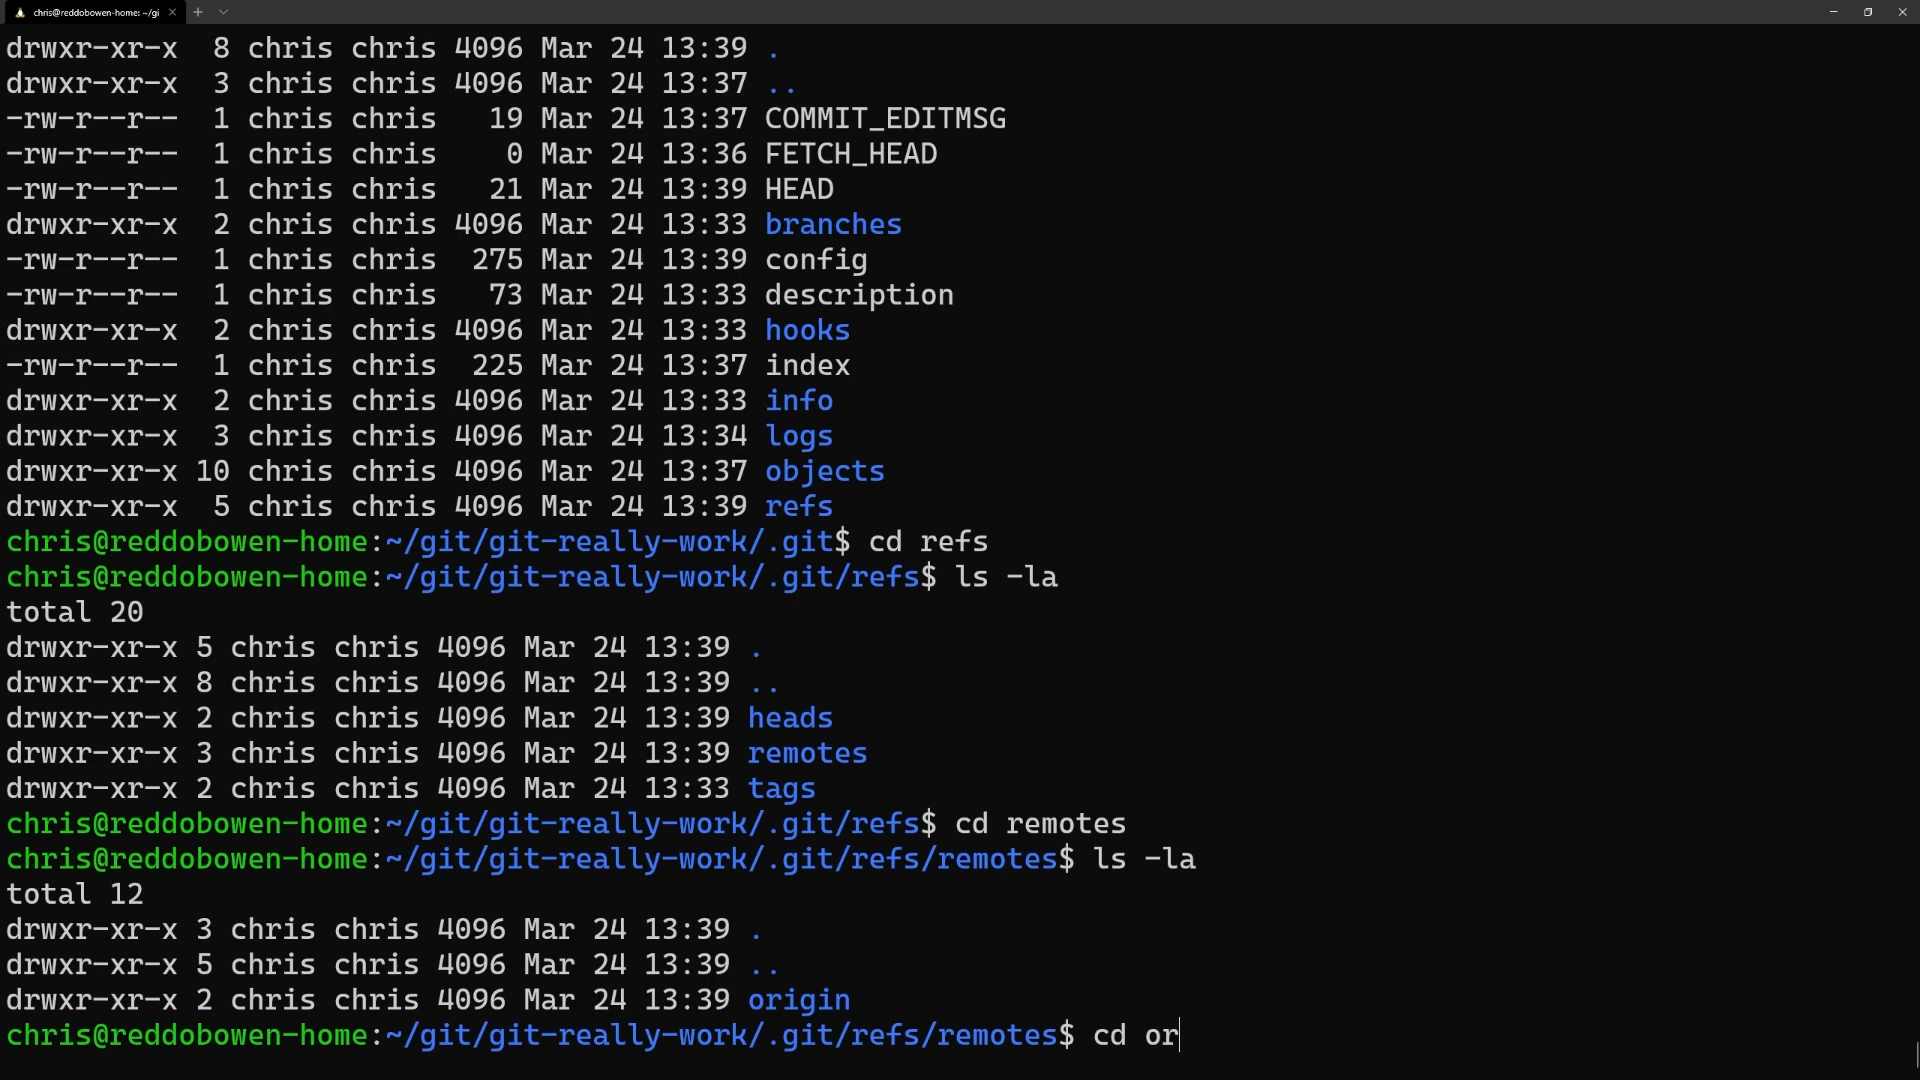 chris@reddobowen-home: ~/gi
drwxr-xr-x  8 chris chris 4096 Mar 24 13:39 .
drwxr-xr-x  3 chris chris 4096 Mar 24 13:37 ..
-rw-r--r--  1 chris chris   19 Mar 24 13:37 COMMIT_EDITMSG
-rw-r--r--  1 chris chris    0 Mar 24 13:36 FETCH_HEAD
-rw-r--r--  1 chris chris   21 Mar 24 13:39 HEAD
drwxr-xr-x  2 chris chris 4096 Mar 24 13:33 branches
-rw-r--r--  1 chris chris  275 Mar 24 13:39 config
-rw-r--r--  1 chris chris   73 Mar 24 13:33 description
drwxr-xr-x  2 chris chris 4096 Mar 24 13:33 hooks
-rw-r--r--  1 chris chris  225 Mar 24 13:37 index
drwxr-xr-x  2 chris chris 4096 Mar 24 13:33 info
drwxr-xr-x  3 chris chris 4096 Mar 24 13:34 logs
drwxr-xr-x 10 chris chris 4096 Mar 24 13:37 objects
drwxr-xr-x  5 chris chris 4096 Mar 24 13:39 refs
chris@reddobowen-home:~/git/git-really-work/.git$ cd refs
chris@reddobowen-home:~/git/git-really-work/.git/refs$ ls -la
total 20
drwxr-xr-x 5 chris chris 4096 Mar 24 13:39 .
drwxr-xr-x 8 chris chris 4096 Mar 24 13:39 ..
drwxr-xr-x 2 chris chris 4096 Mar 24 13:39 heads
drwxr-xr-x 3 chris chris 4096 Mar 24 13:39 remotes
drwxr-xr-x 2 chris chris 4096 Mar 24 13:33 tags
chris@reddobowen-home:~/git/git-really-work/.git/refs$ cd remotes
chris@reddobowen-home:~/git/git-really-work/.git/refs/remotes$ ls -la
total 12
drwxr-xr-x 3 chris chris 4096 Mar 24 13:39 .
drwxr-xr-x 5 chris chris 4096 Mar 24 13:39 ..
drwxr-xr-x 2 chris chris 4096 Mar 24 13:39 origin
chris@reddobowen-home:~/git/git-really-work/.git/refs/remotes$ cd or